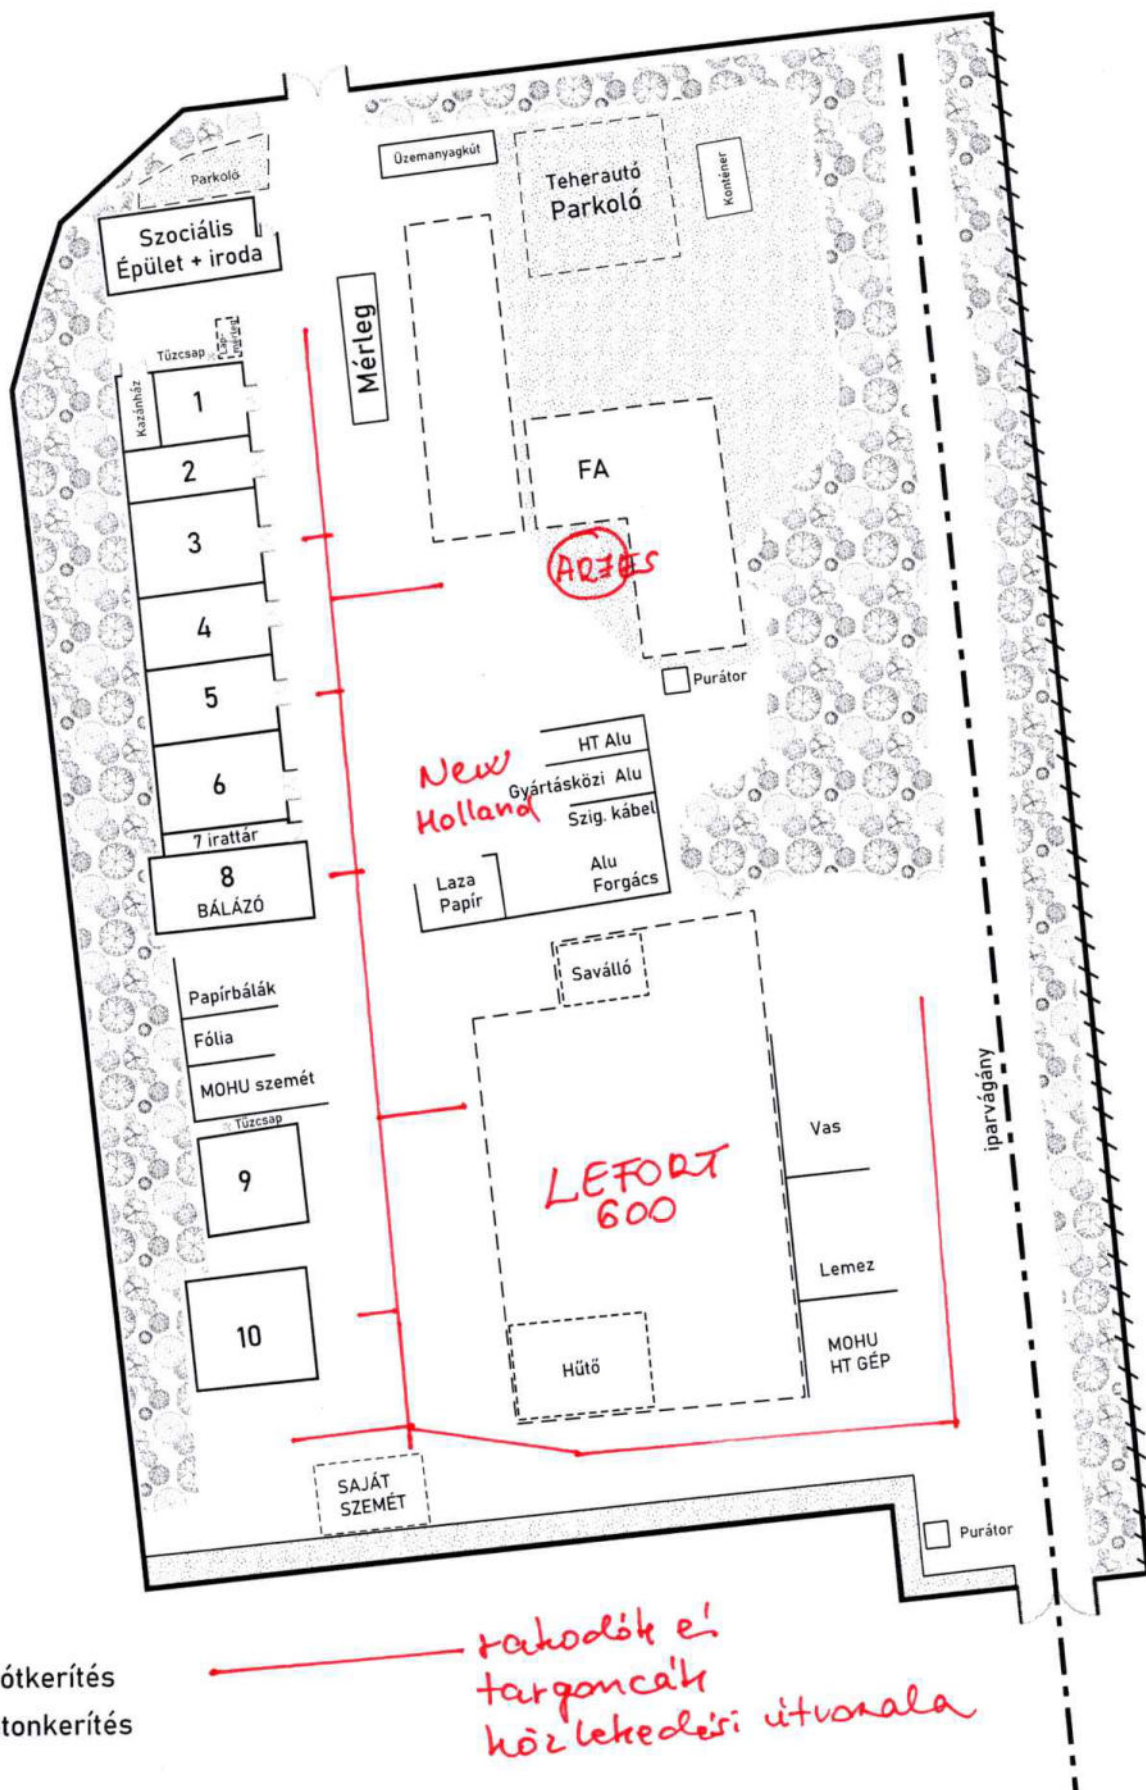 Parkoló
Szociális
Épület + iroda
Üzemanyagkút
Teherautó
Parkoló
Konténer
Mérleg
Tűzcsap
Lap-
mérleg
Kazánház
1
2
3
4
5
6
7 irattár
8
BÁLÁZÓ
FA
ARJES
Purátor
New
Holland
HT Alu
Gyártásközi Alu
Szig. kábel
Alu
Forgács
Laza
Papír
Saválló
Papírbálák
Fólia
MOHU szemét
Tűzcsap
9
10
LEFORT
600
Hűtő
Vas
Lemez
MOHU
HT GÉP
iparvágány
SAJÁT
SZEMÉT
Purátor
ótkerítés
tonkerítés
rakodók és
targoncák
közlekedési útvonala